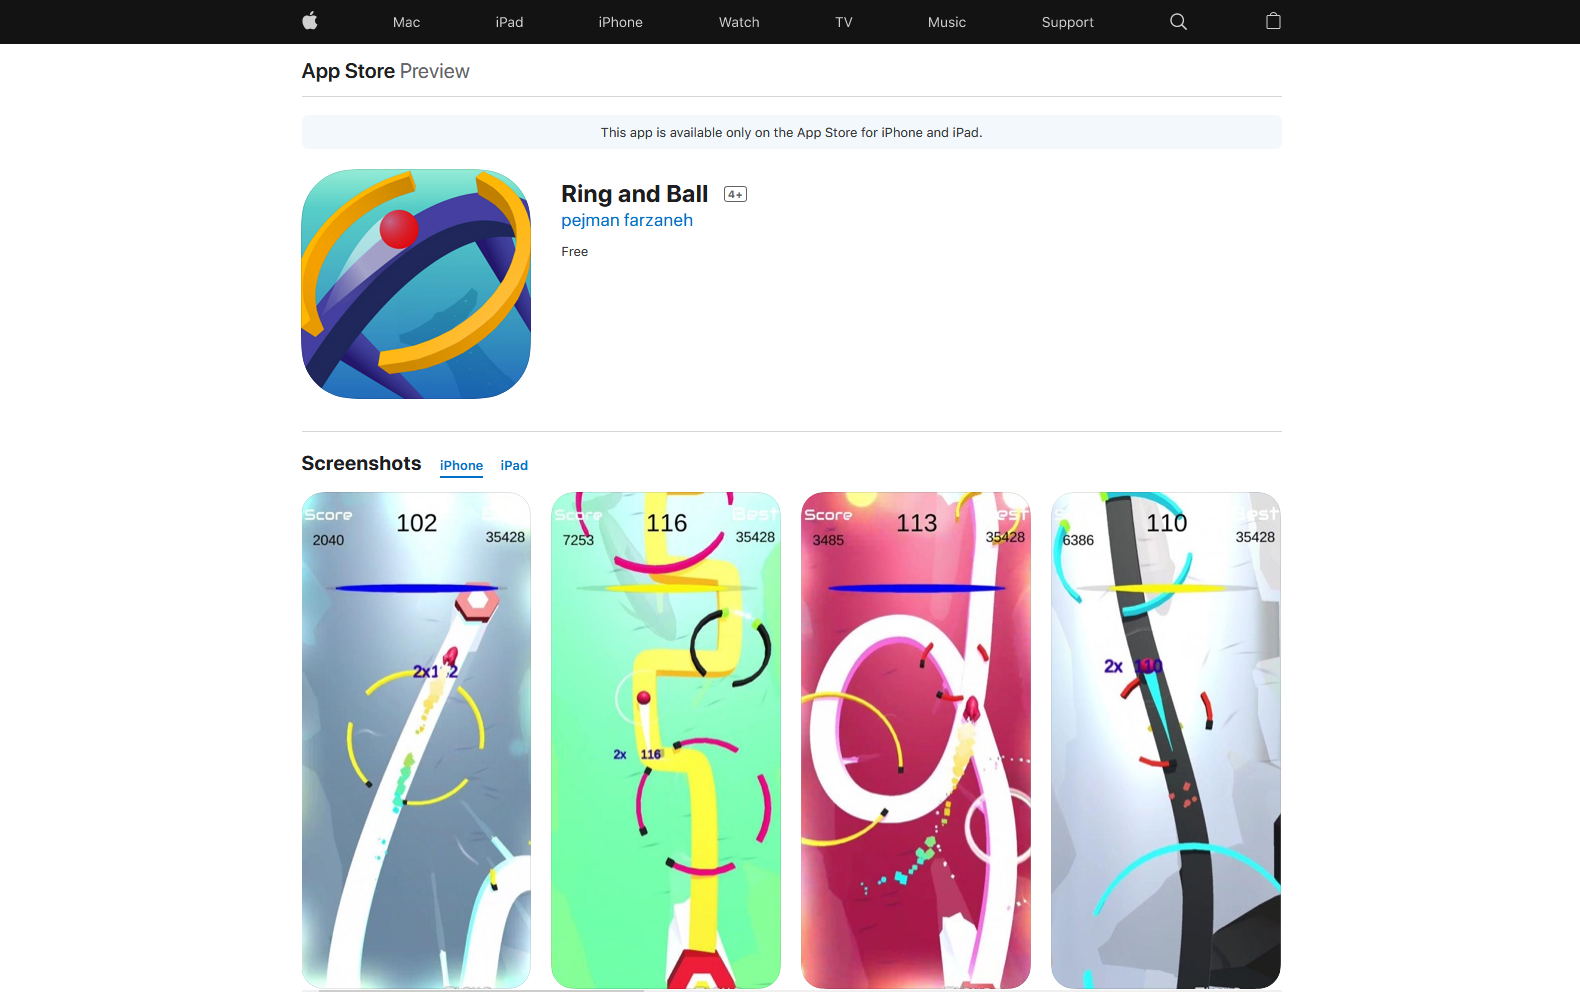 Mac iPad iPhone Watch TV Music Support
App Store Preview
This app is available only on the App Store for iPhone and iPad.
Ring and Ball 4+
pejman farzaneh
Free
Screenshots iPhone iPad
Score 102
2040 35428
2x
Score 116 Best
7253 35428
2x 116
Score 113
3485 35428
110 Best
6386 35428
2x 110